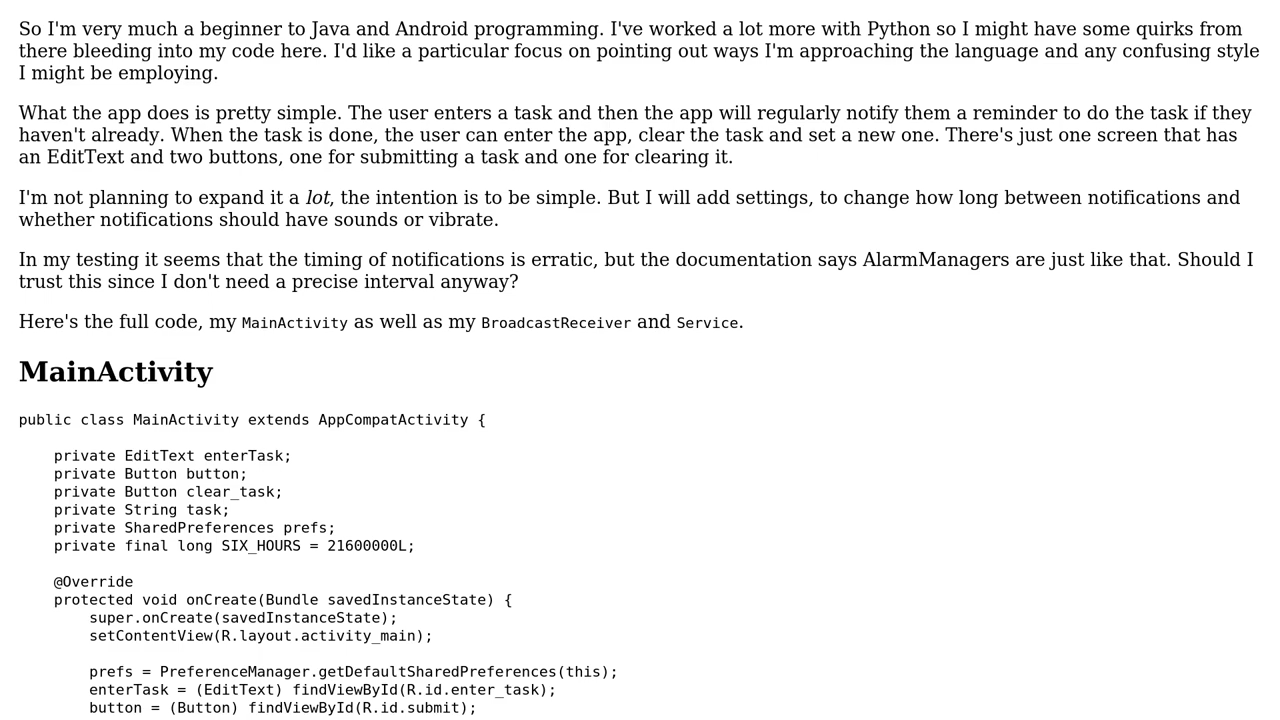 So I'm very much a beginner to Java and Android programming. I've worked a lot more with Python so I might have some quirks from
there bleeding into my code here. I'd like a particular focus on pointing out ways I'm approaching the language and any confusing style
I might be employing.
What the app does is pretty simple. The user enters a task and then the app will regularly notify them a reminder to do the task if they
haven't already. When the task is done, the user can enter the app, clear the task and set a new one. There's just one screen that has
an EditText and two buttons, one for submitting a task and one for clearing it.
I'm not planning to expand it a lot, the intention is to be simple. But I will add settings, to change how long between notifications and
whether notifications should have sounds or vibrate.
In my testing it seems that the timing of notifications is erratic, but the documentation says AlarmManagers are just like that. Should I
trust this since I don't need a precise interval anyway?
Here's the full code, my MainActivity as well as my BroadcastReceiver and Service.
MainActivity
public class MainActivity extends AppCompatActivity {
    private EditText enterTask;
    private Button button;
    private Button clear_task;
    private String task;
    private SharedPreferences prefs;
    private final long SIX_HOURS = 21600000L;
    @Override
    protected void onCreate(Bundle savedInstanceState) {
        super.onCreate(savedInstanceState);
        setContentView(R.layout.activity_main);
        prefs = PreferenceManager.getDefaultSharedPreferences(this);
        enterTask = (EditText) findViewById(R.id.enter_task);
        button = (Button) findViewById(R.id.submit);